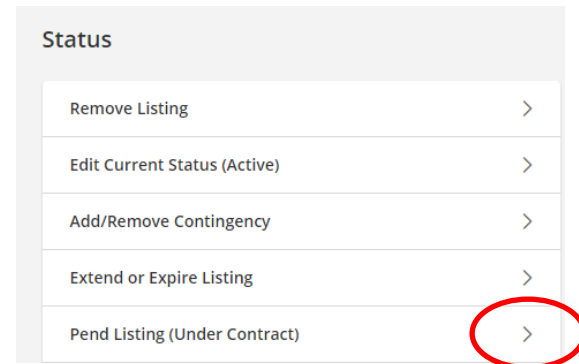 Status
Remove Listing
Edit Current Status (Active)
Add/Remove Contingency
Extend or Expire Listing
Pend Listing (Under Contract)